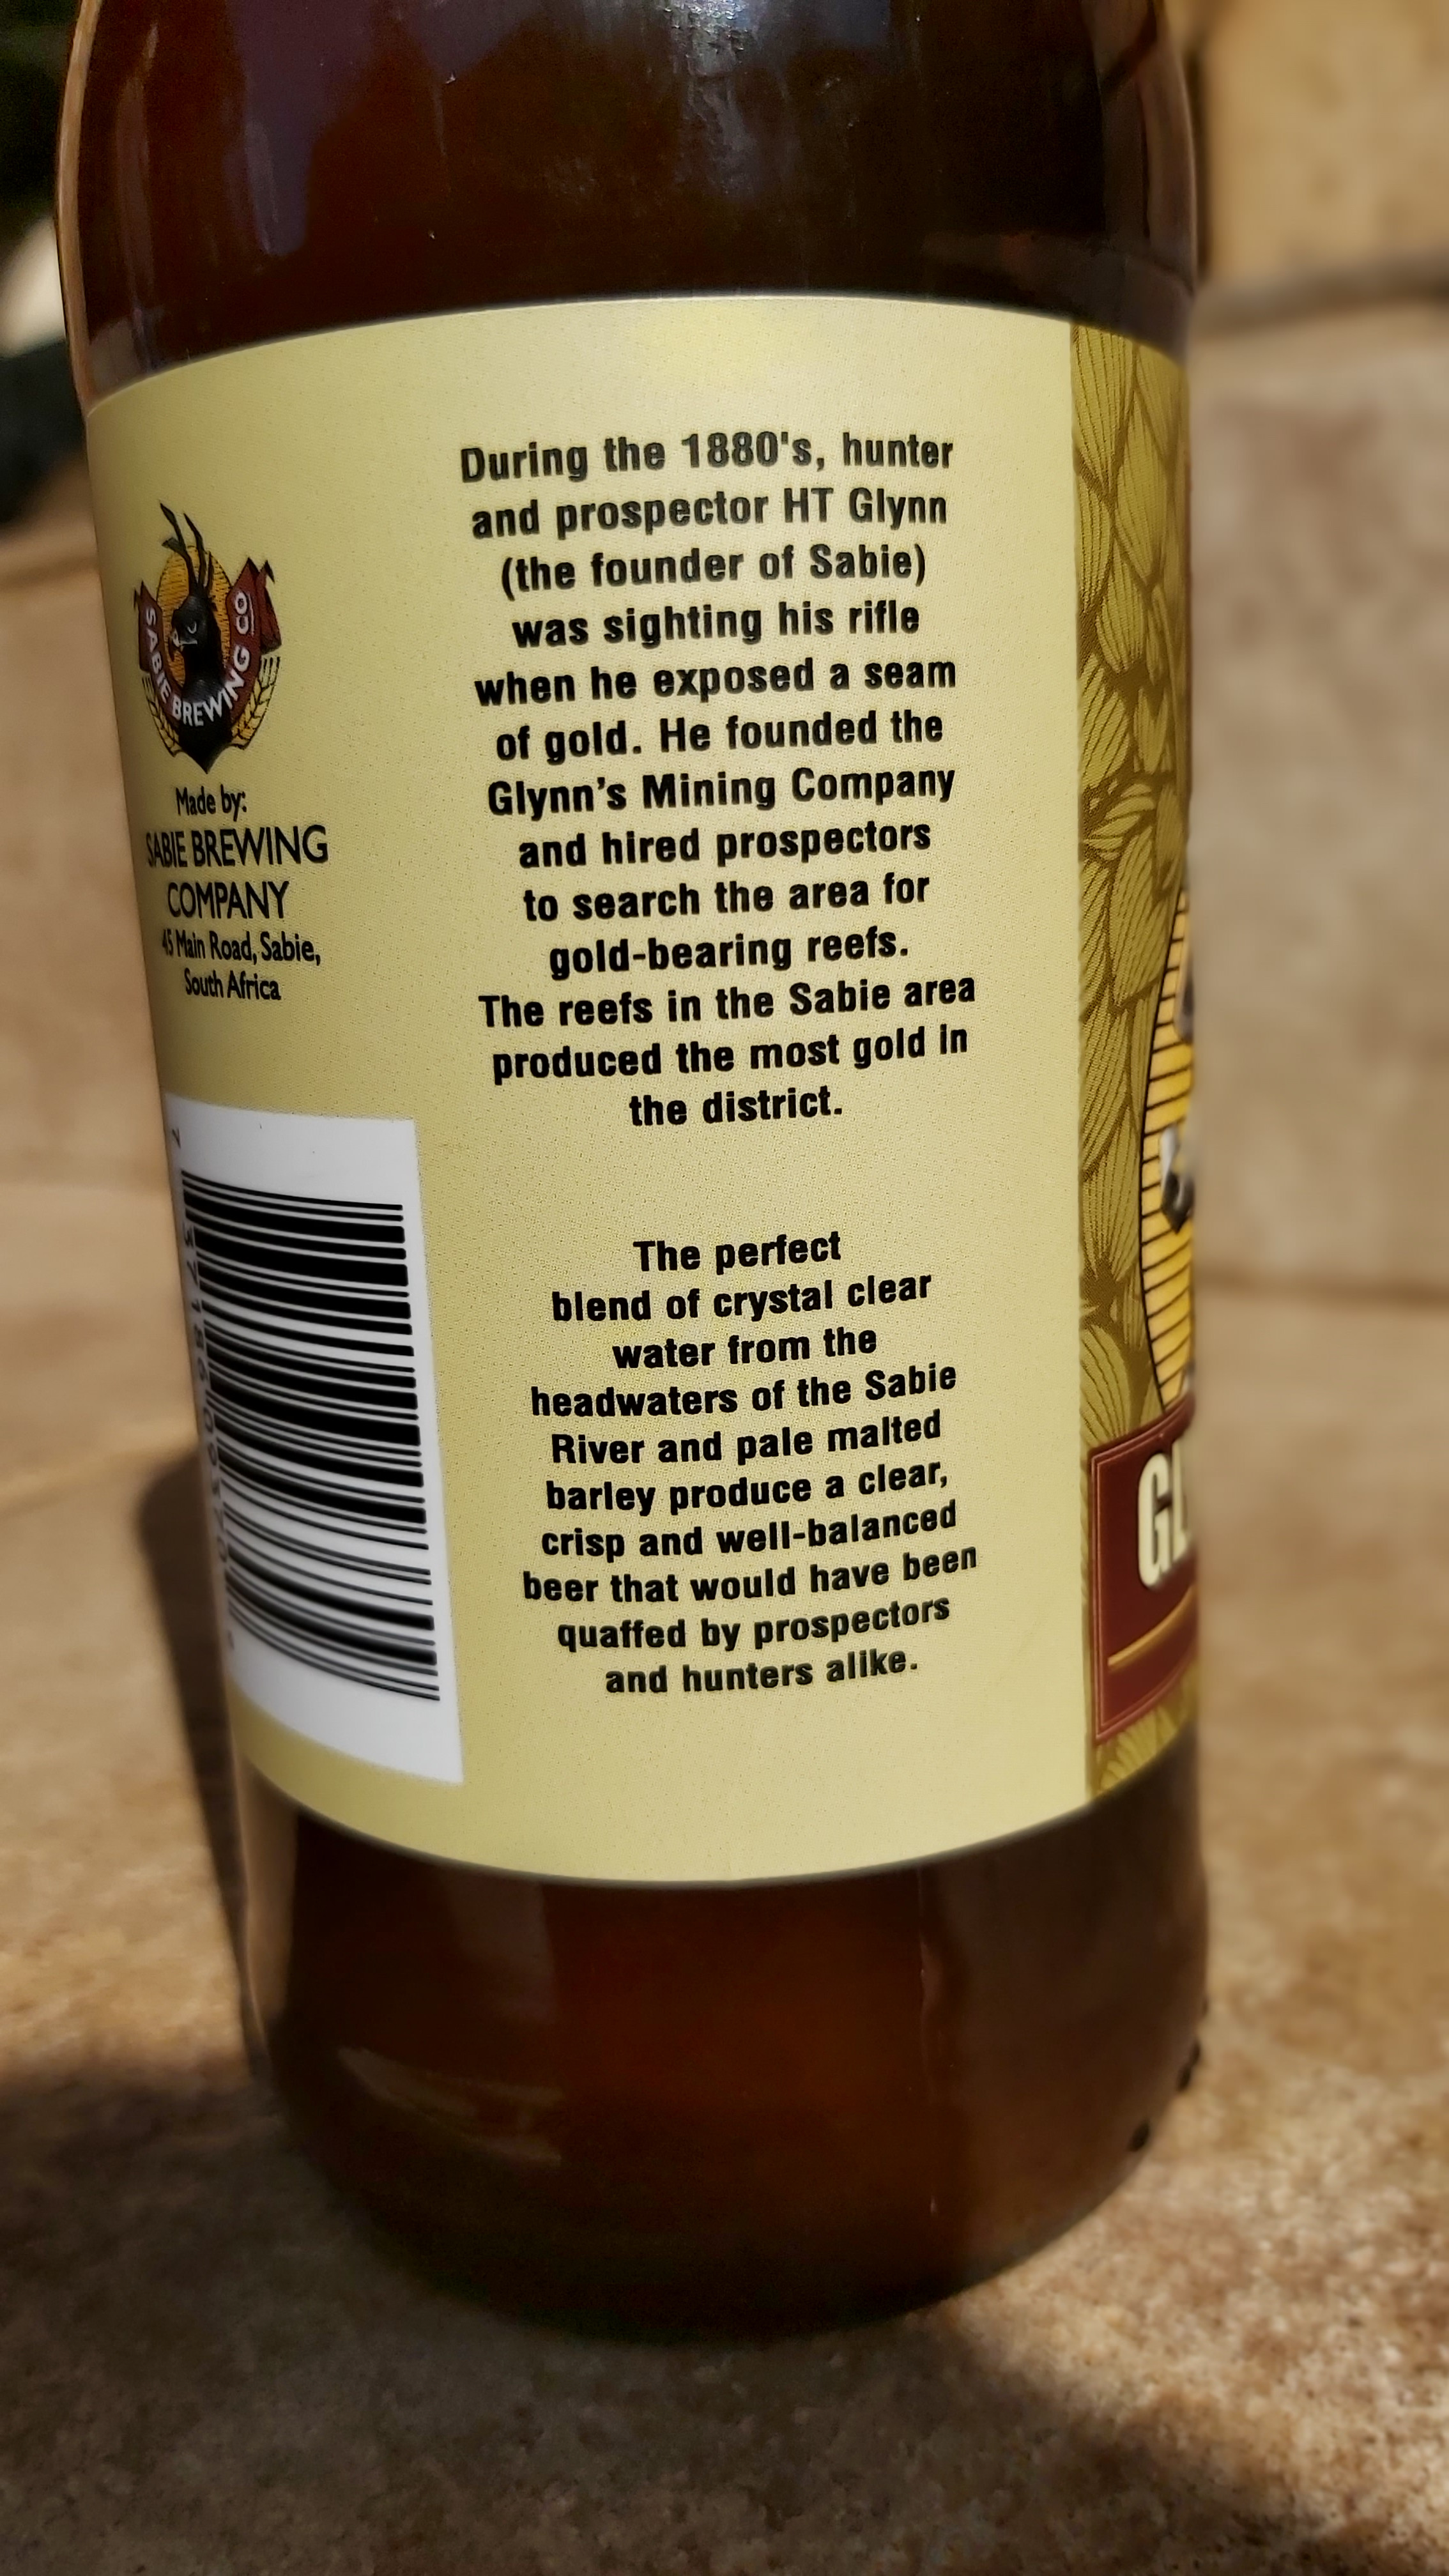 SABIE BREWING CO
Made by:
SABIE BREWING
COMPANY
45 Main Road, Sabie,
South Africa
During the 1880's, hunter
and prospector HT Glynn
(the founder of Sabie)
was sighting his rifle
when he exposed a seam
of gold. He founded the
Glynn’s Mining Company
and hired prospectors
to search the area for
gold-bearing reefs.
The reefs in the Sabie area
produced the most gold in
the district.
The perfect
blend of crystal clear
water from the
headwaters of the Sabie
River and pale malted
barley produce a clear,
crisp and well-balanced
beer that would have been
quaffed by prospectors
and hunters alike.